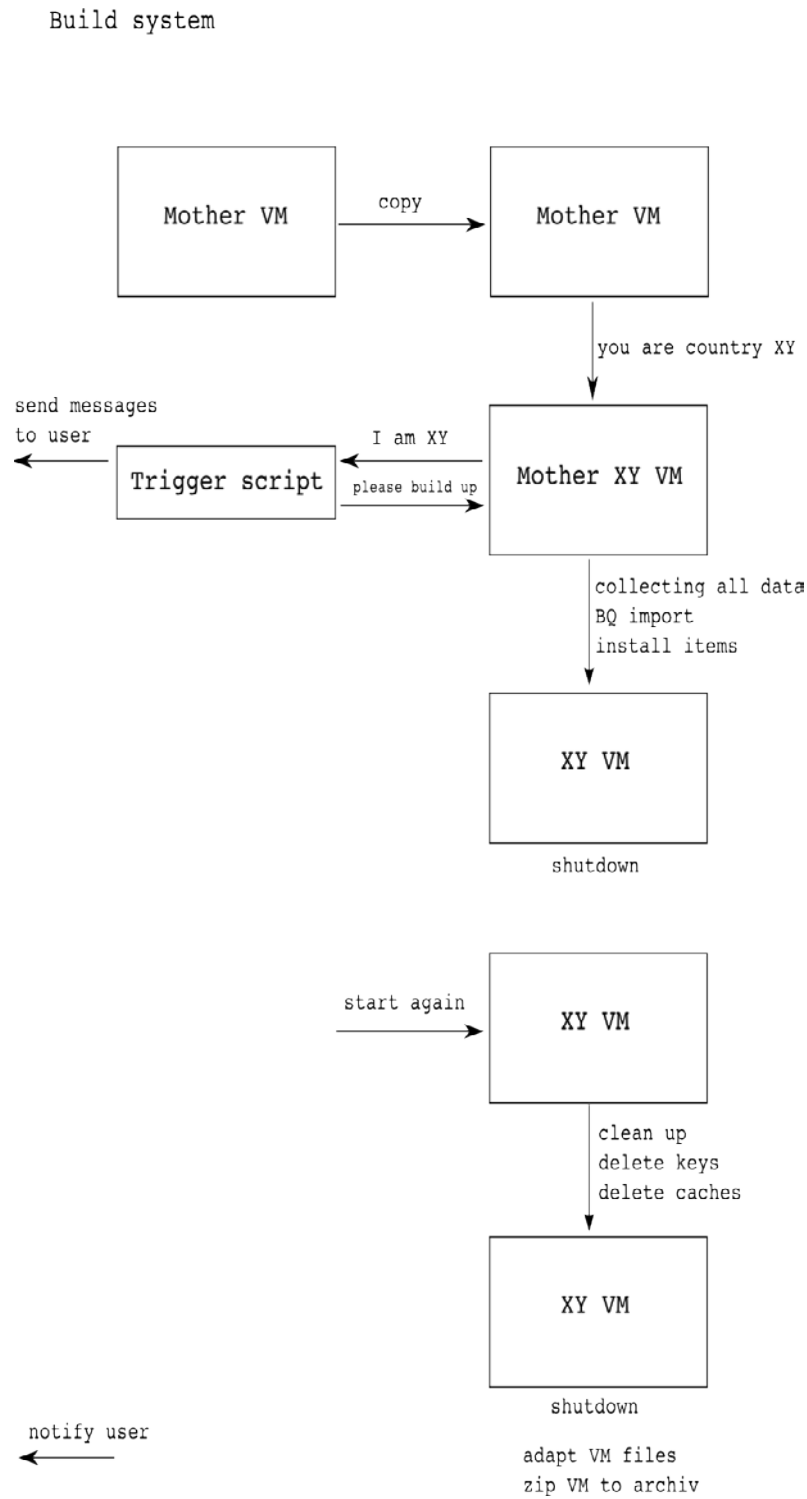 Build system
Mother VM
copy
Mother VM
you are country XY
send messages
to user
Trigger script
I am XY
please build up
Mother XY VM
collecting all data
BQ import
install items
XY VM
shutdown
start again
XY VM
clean up
delete keys
delete caches
XY VM
shutdown
notify user
adapt VM files
zip VM to archiv